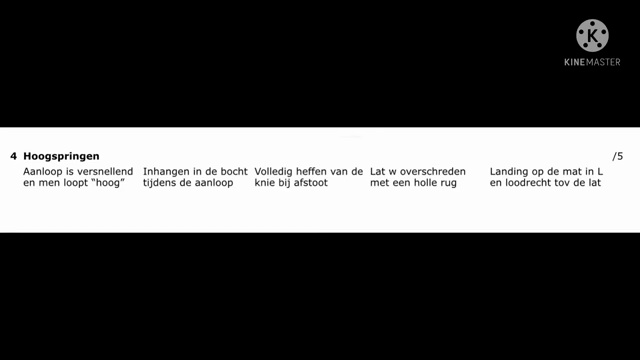 K
KINEMASTER
4 Hoogspringen /5
Aanloop is versnellend Inhangen in de bocht Volledig heffen van de Lat w overschreden Landing op de mat in L
en men loopt “hoog” tijdens de aanloop knie bij afstoot met een holle rug en loodrecht tov de lat